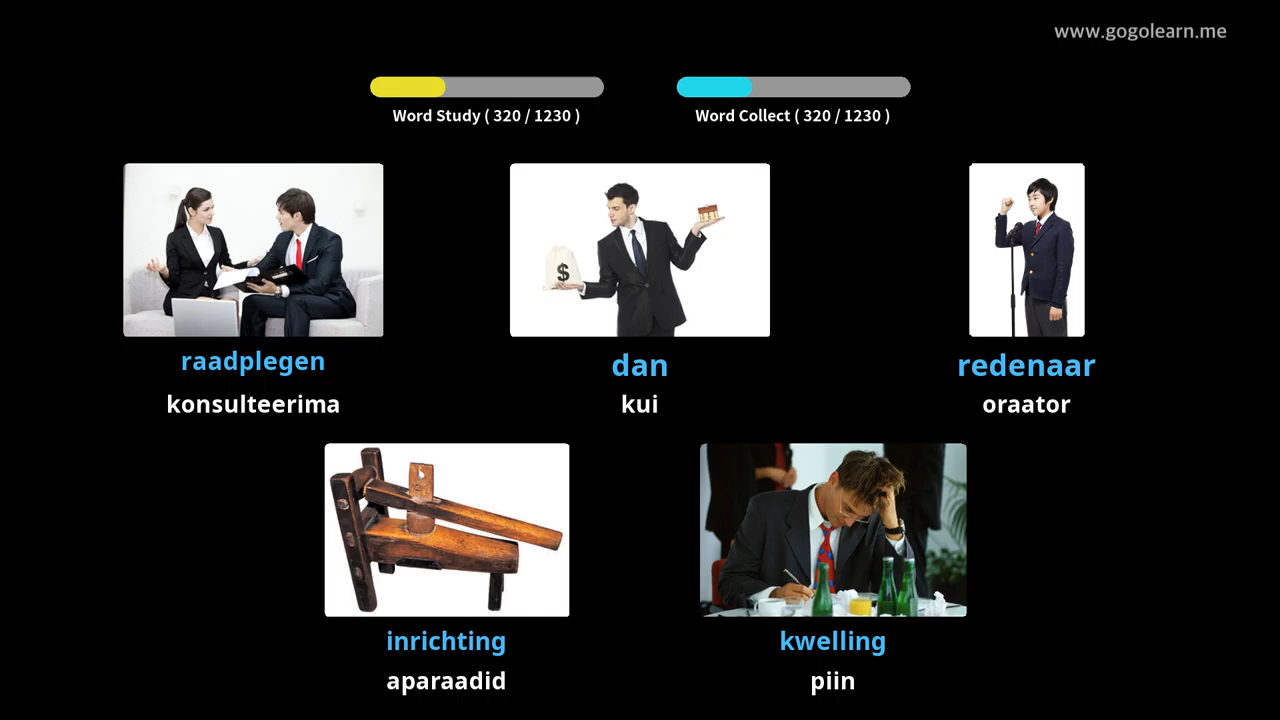 www.gogolearn.me
Word Study ( 320 / 1230 )
Word Collect ( 320 / 1230 )
$
raadplegen
konsulteerima
dan
kui
redenaar
oraator
inrichting
aparaadid
kwelling
piin